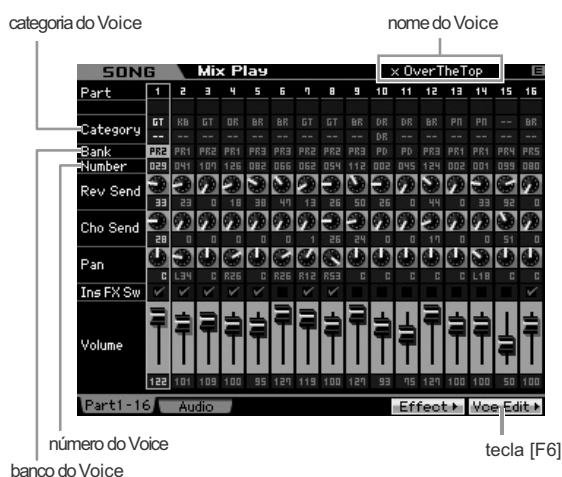 categoria do Voice
nome do Voice
SONG Mix Play x OverTheTop E
Part 1 2 3 4 5 6 7 8 9 10 11 12 13 14 15 16
Category GT KB GT DR BR BR GT GT BR DR DR BR PN PN -- BR
-- -- -- -- -- -- -- -- -- DR -- -- -- -- -- --
Bank PR2 PR1 PR2 PR1 PR3 PR3 PR2 PR2 PR3 PD PD PR3 PR1 PR1 PR4 PR5
Number 029 041 107 126 082 066 062 054 112 002 045 124 002 001 099 080
Rev Send 33 23 0 18 38 47 13 26 50 26 0 44 0 33 92 0
Cho Send 28 0 0 0 0 0 1 26 24 0 0 17 0 0 51 0
Pan C L34 C R26 C R26 R12 R53 C C C C C L18 C C
Ins FX Sw
Volume
122 101 109 100 95 127 119 100 127 93 75 127 100 100 50 100
Part1-16 Audio Effect Vce Edit
número do Voice
tecla [F6]
banco do Voice